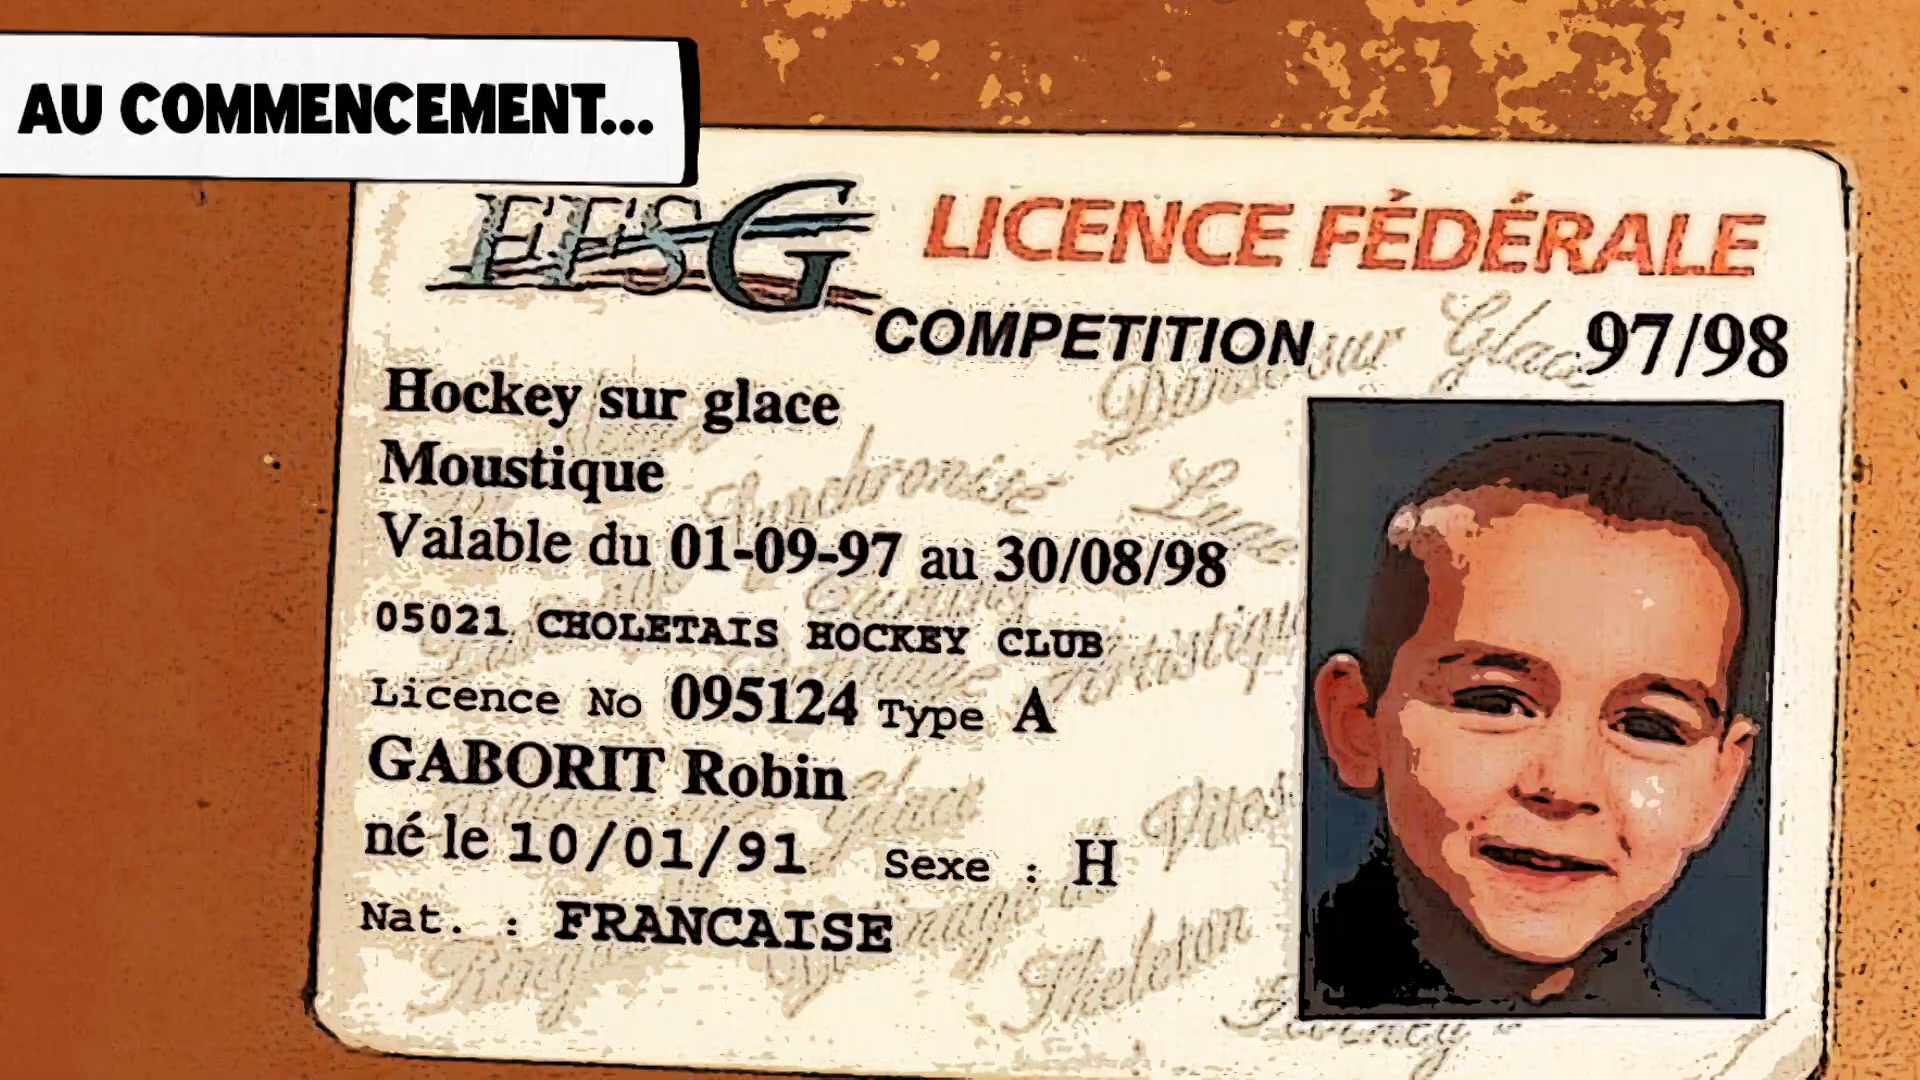 AU COMMENCEMENT...
FFSG LICENCE FÉDÉRALE
COMPETITION 97/98
Hockey sur glace
Moustique
Valable du 01-09-97 au 30/08/98
05021 CHOLETAIS HOCKEY CLUB
Licence No 095124 Type A
GABORIT Robin
né le 10/01/91 Sexe : H
Nat. : FRANCAISE